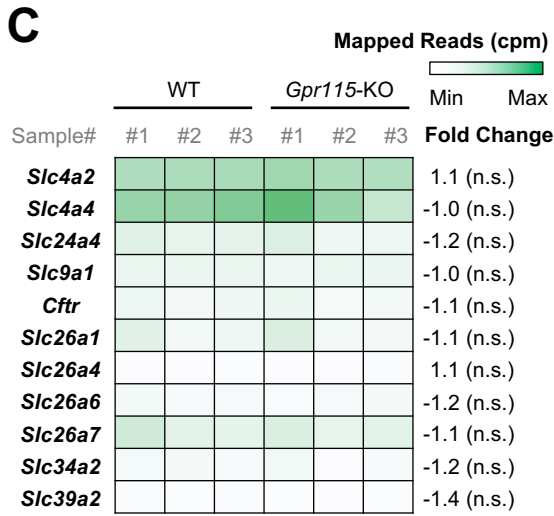 C
Mapped Reads (cpm)
Min Max
WT Gpr115-KO
Sample# #1 #2 #3 #1 #2 #3 Fold Change
Slc4a2 1.1 (n.s.)
Slc4a4 -1.0 (n.s.)
Slc24a4 -1.2 (n.s.)
Slc9a1 -1.0 (n.s.)
Cftr -1.1 (n.s.)
Slc26a1 -1.1 (n.s.)
Slc26a4 1.1 (n.s.)
Slc26a6 -1.2 (n.s.)
Slc26a7 -1.1 (n.s.)
Slc34a2 -1.2 (n.s.)
Slc39a2 -1.4 (n.s.)